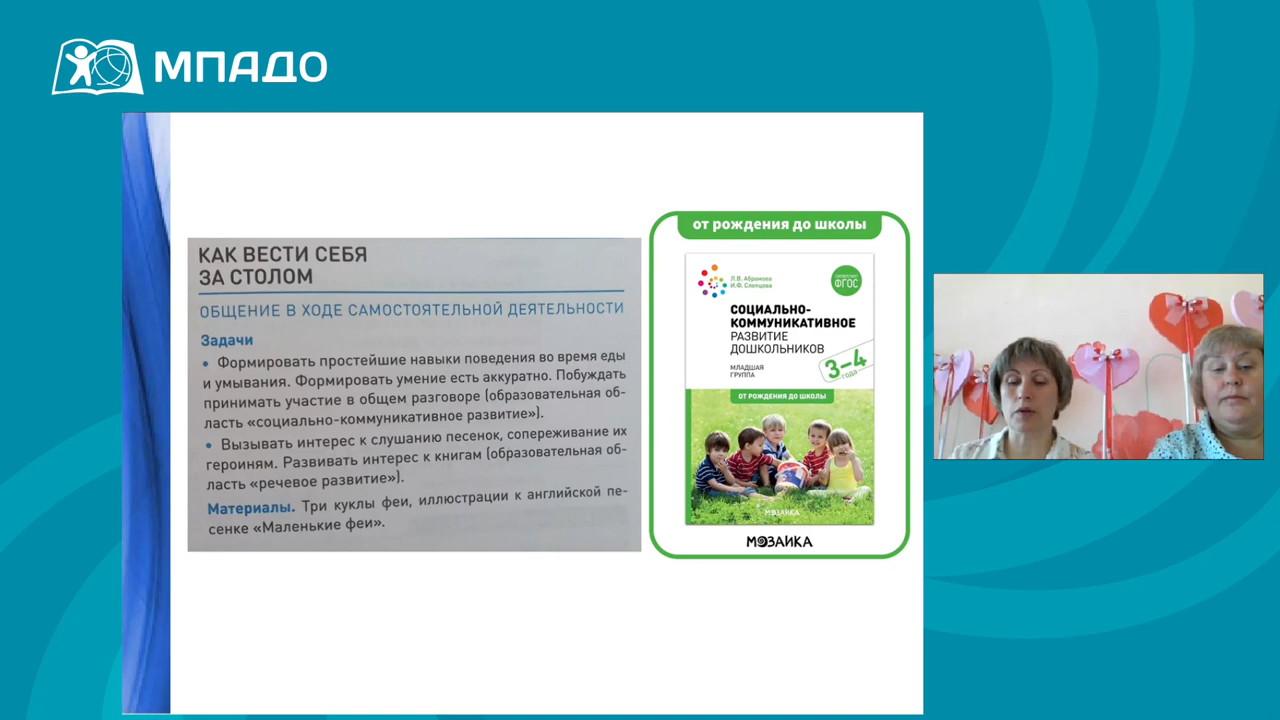 МПАДО
КАК ВЕСТИ СЕБЯ
ЗА СТОЛОМ
ОБЩЕНИЕ В ХОДЕ САМОСТОЯТЕЛЬНОЙ ДЕЯТЕЛЬНОСТИ
Задачи
• Формировать простейшие навыки поведения во время еды
и умывания. Формировать умение есть аккуратно. Побуждать
принимать участие в общем разговоре (образовательная об-
ласть «социально-коммуникативное развитие»).
• Вызывать интерес к слушанию песенок, сопереживание их
героиням. Развивать интерес к книгам (образовательная об-
ласть «речевое развитие»).
Материалы. Три куклы феи, иллюстрации к английской пе-
сенке «Маленькие феи».
от рождения до школы
Л.В. Абрамова
И.Ф. Слепцова
ФГОС
СОЦИАЛЬНО-
КОММУНИКАТИВНОЕ
РАЗВИТИЕ
ДОШКОЛЬНИКОВ
МЛАДШАЯ
ГРУППА
3–4
года
ОТ РОЖДЕНИЯ ДО ШКОЛЫ
МОЗАИКА
МОЗАИКА